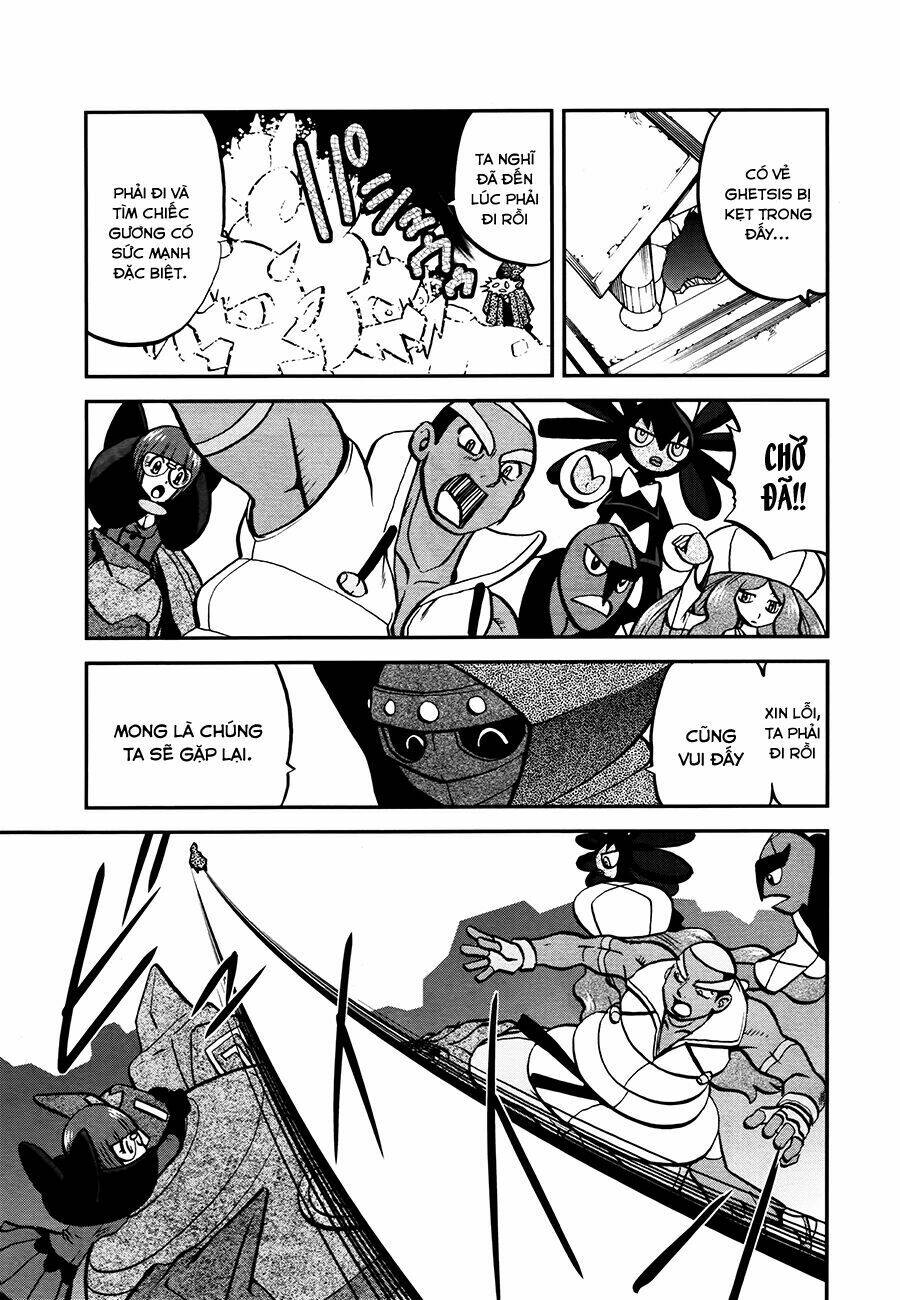 CÓ VẺ
GHETSIS BỊ
KẸT TRONG
ĐẤY...
TA NGHĨ
ĐÃ ĐẾN
LÚC PHẢI
ĐI RỒI
PHẢI ĐI VÀ
TÌM CHIẾC
GƯƠNG CÓ
SỨC MẠNH
ĐẶC BIỆT.
CHỜ
ĐÃ!!
XIN LỖI,
TA PHẢI
ĐI RỒI
CŨNG
VUI ĐẤY
MONG LÀ CHÚNG
TA SẼ GẶP LẠI.